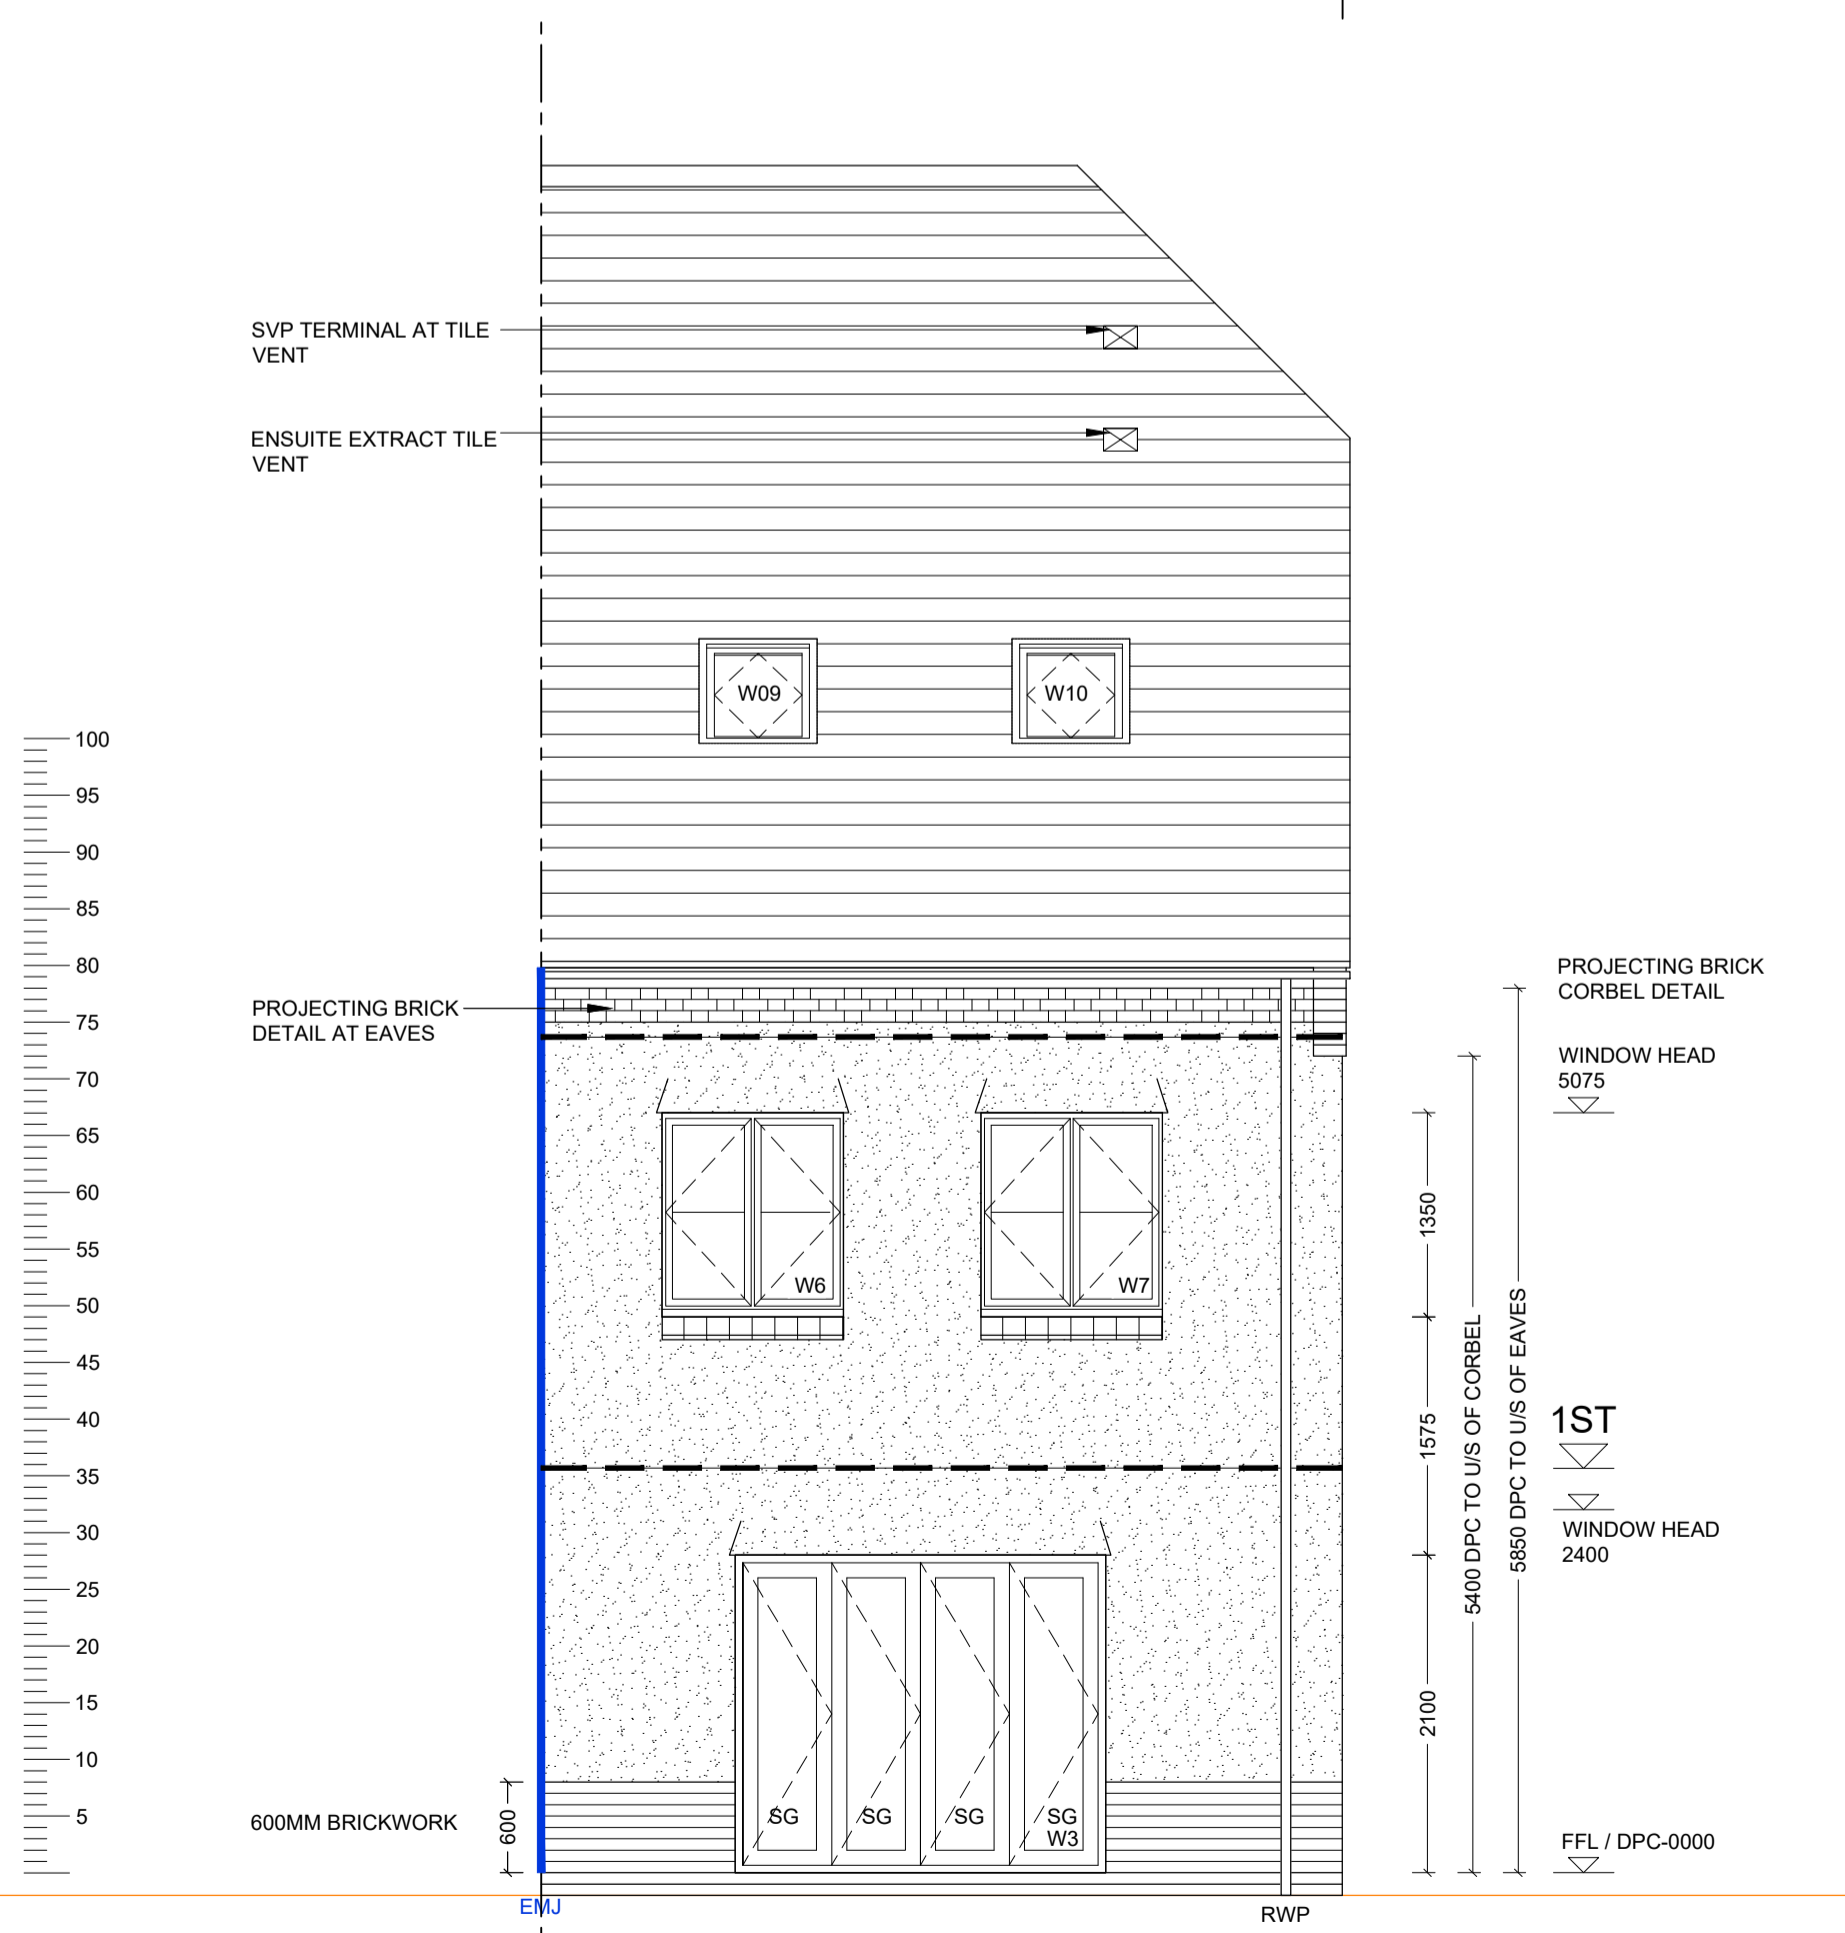 SVP TERMINAL AT TILE
VENT
ENSUITE EXTRACT TILE
VENT
W09
W10
100
95
90
85
80
75
70
65
60
55
50
45
40
35
30
25
20
15
10
5
PROJECTING BRICK
DETAIL AT EAVES
PROJECTING BRICK
CORBEL DETAIL
WINDOW HEAD
5075
W6
W7
1350
1575
2100
5400 DPC TO U/S OF CORBEL
5850 DPC TO U/S OF EAVES
1ST
WINDOW HEAD
2400
SG
SG
SG
SG
W3
600MM BRICKWORK
600
FFL / DPC-0000
EMJ
RWP